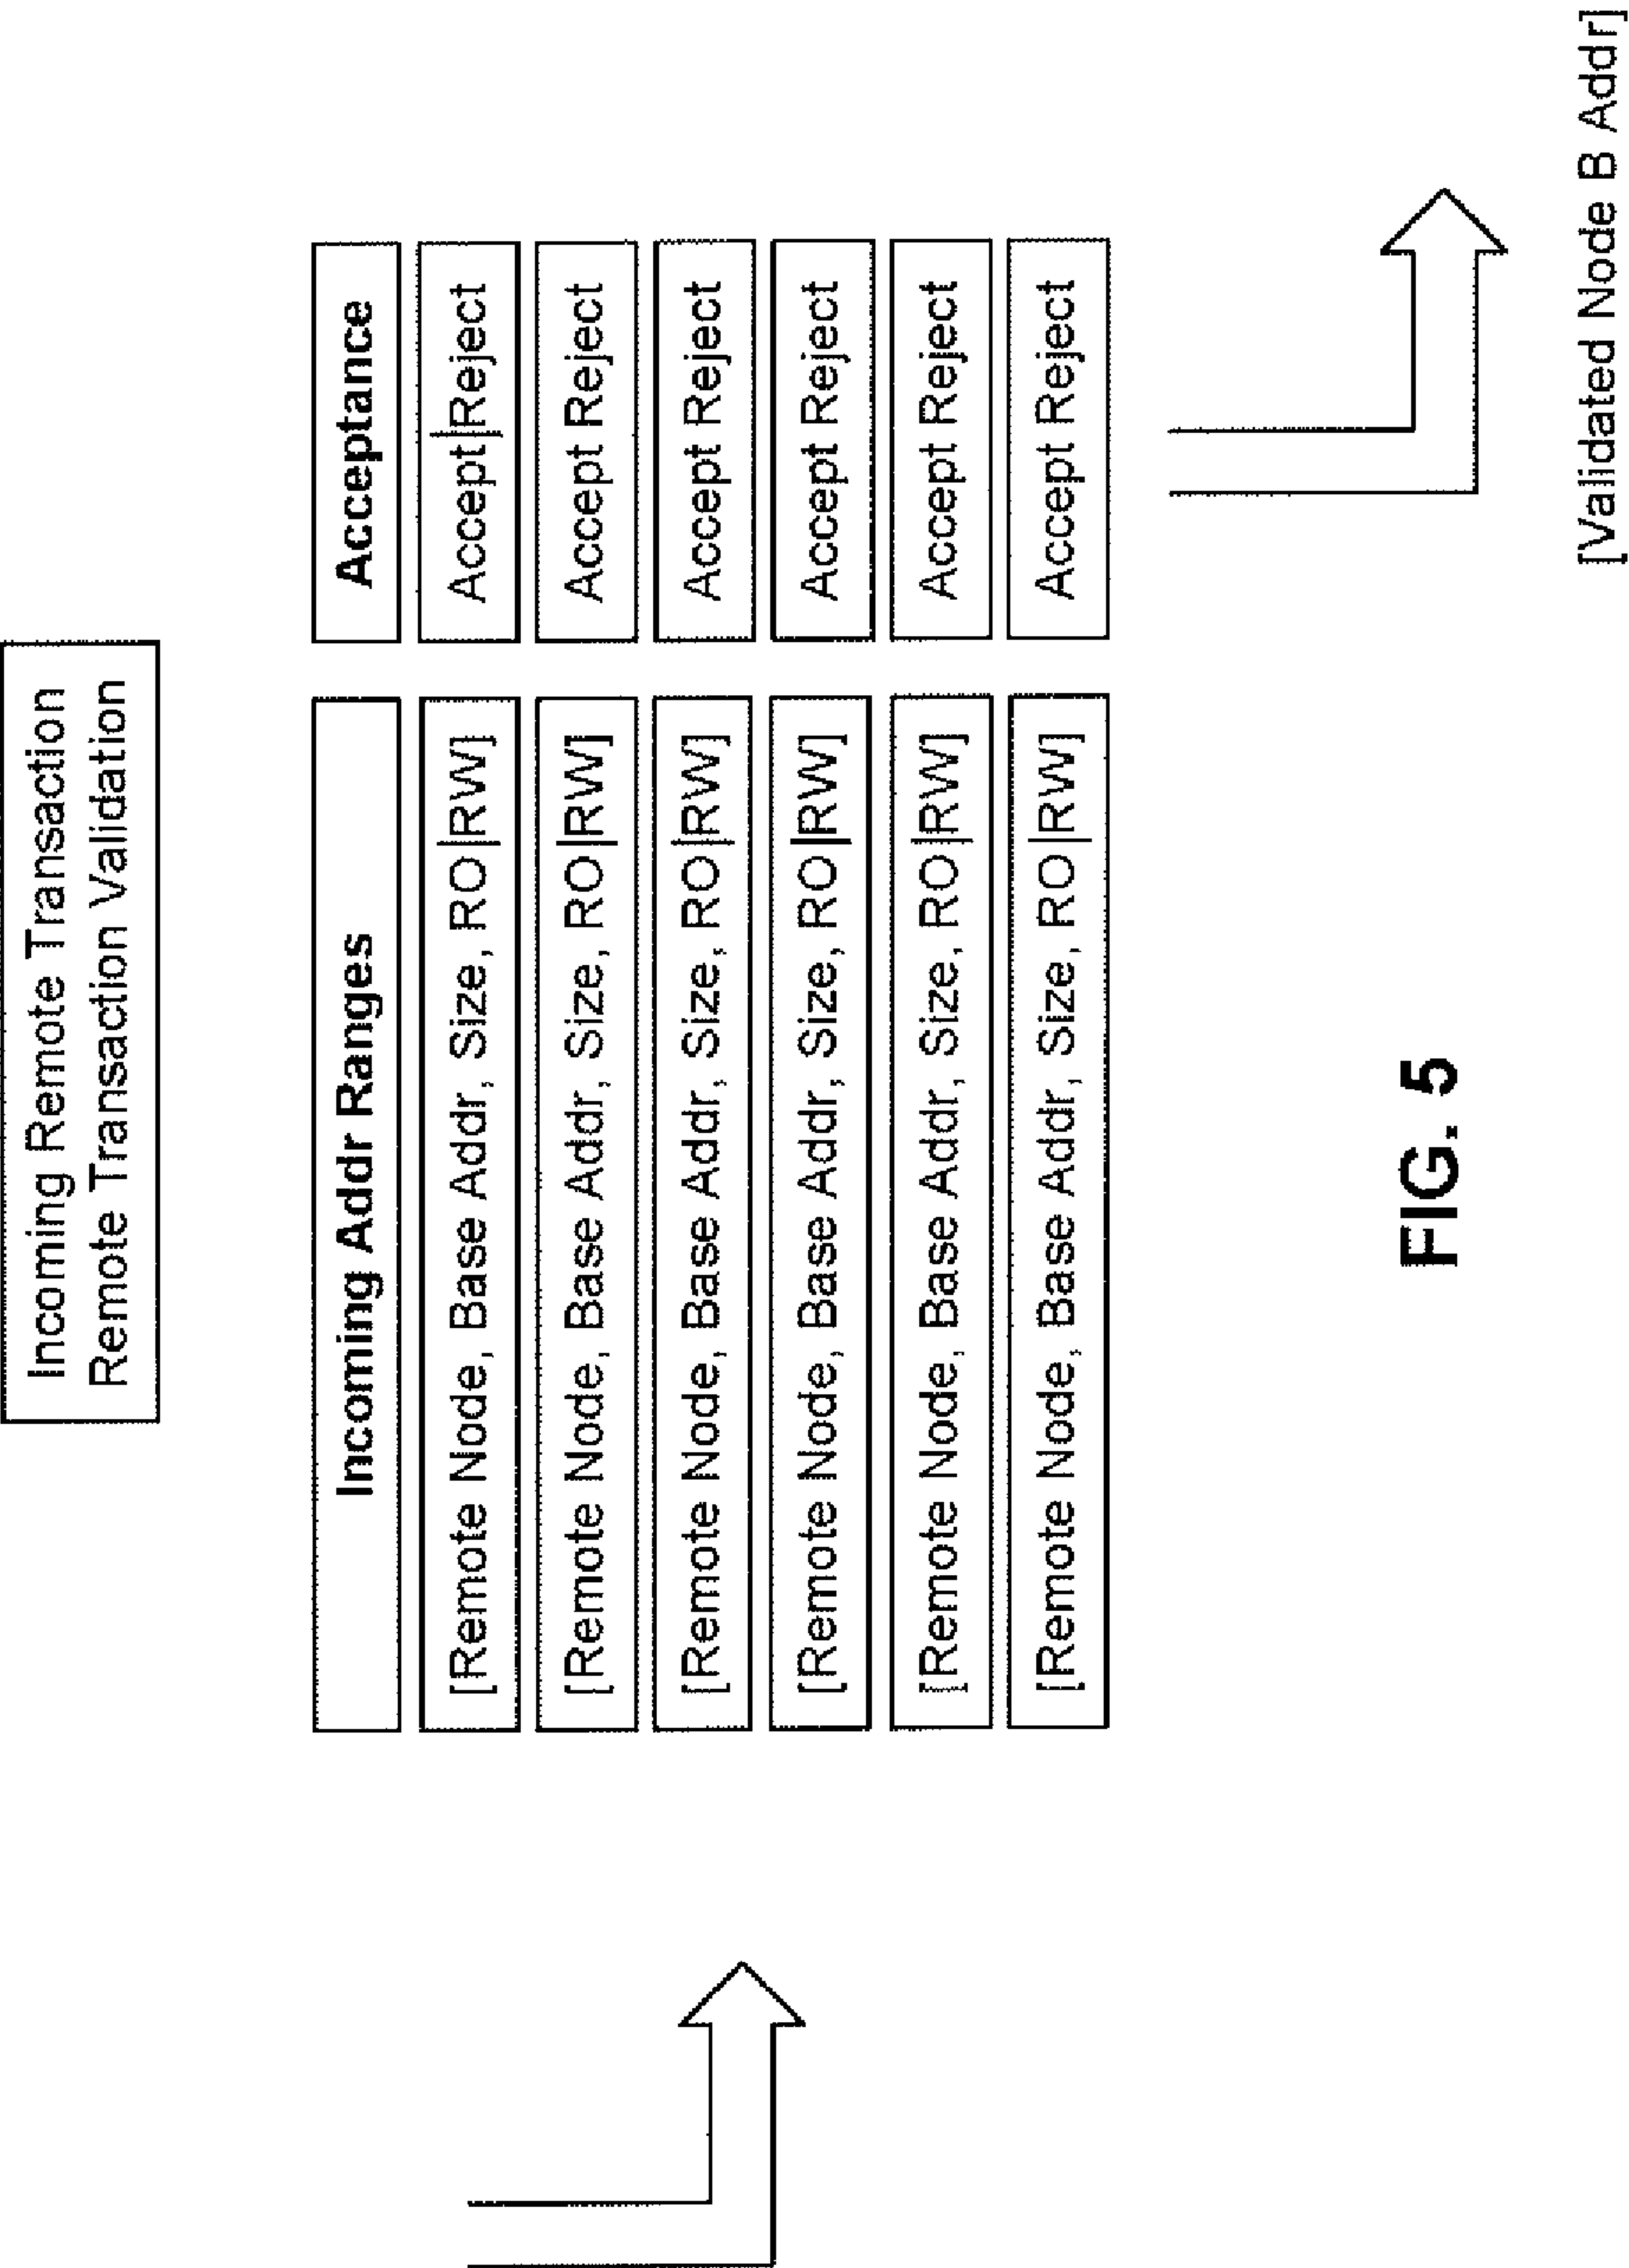 Incoming Remote Transaction
Remote Transaction Validation
Incoming Addr Ranges Acceptance
[Remote Node, Base Addr, Size, RO|RW] Accept|Reject
[Remote Node, Base Addr, Size, RO|RW] Accept Reject
[Remote Node, Base Addr, Size, RO|RW] Accept Reject
[Remote Node, Base Addr, Size, RO|RW] Accept Reject
[Remote Node, Base Addr, Size, RO|RW] Accept Reject
[Remote Node, Base Addr, Size, RO|RW] Accept Reject
FIG. 5
[Validated Node B Addr]